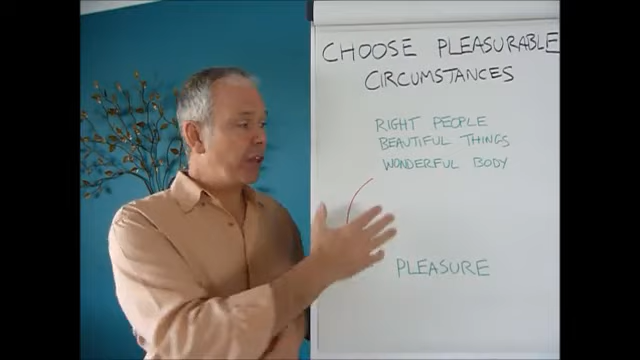 CHOOSE PLEASURABLE
CIRCUMSTANCES
RIGHT PEOPLE
BEAUTIFUL THINGS
WONDERFUL BODY
PLEASURE